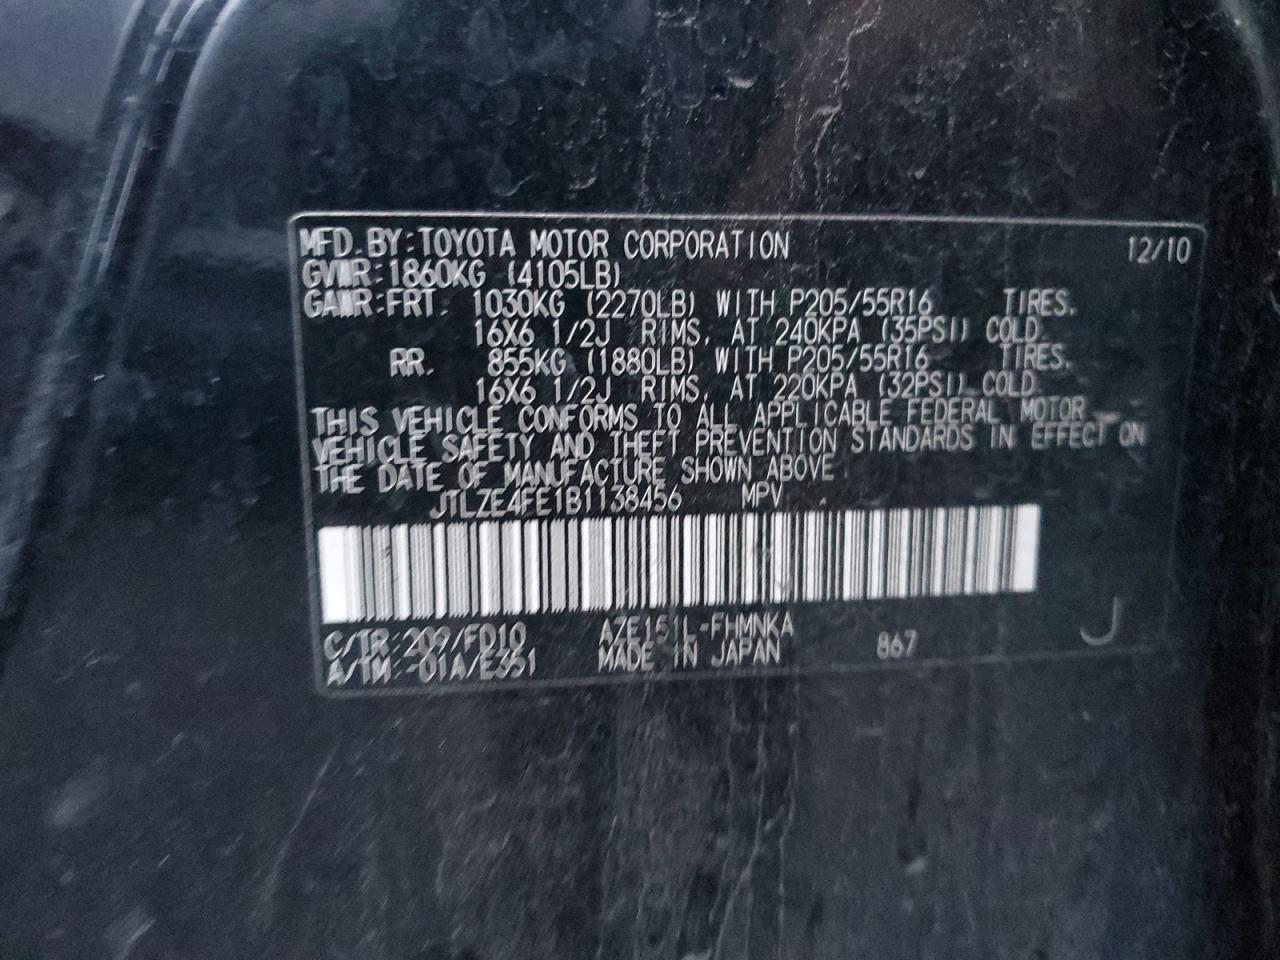 MFD. BY: TOYOTA MOTOR CORPORATION 12/10
GVWR: 1860KG (4105LB)
GAWR: FRT. 1030KG (2270LB) WITH P205/55R16 TIRES.
16X6 1/2J RIMS, AT 240KPA (35PSI) COLD.
RR. 855KG (1880LB) WITH P205/55R16 TIRES.
16X6 1/2J RIMS, AT 220KPA (32PSI) COLD.
THIS VEHICLE CONFORMS TO ALL APPLICABLE FEDERAL MOTOR
VEHICLE SAFETY AND THEFT PREVENTION STANDARDS IN EFFECT ON
THE DATE OF MANUFACTURE SHOWN ABOVE.
JTLZE4FE1B1138456 MPV
C/TR: 209/FD10 AZE151L-FHMNKA
A/TM: -01A/E351 MADE IN JAPAN 867 J